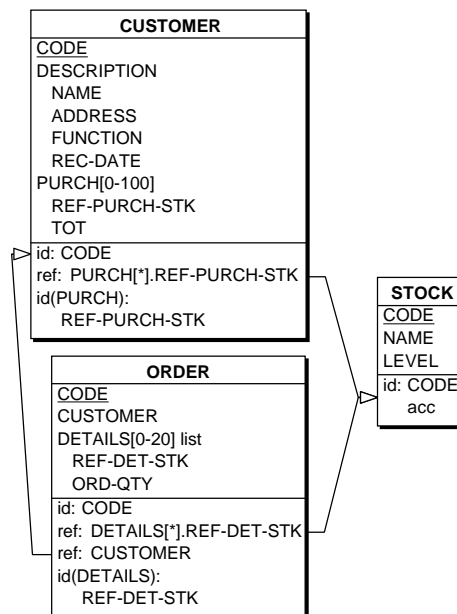 CUSTOMER
CODE
DESCRIPTION
NAME
ADDRESS
FUNCTION
REC-DATE
PURCH[0-100]
REF-PURCH-STK
TOT
id: CODE
ref: PURCH[*].REF-PURCH-STK
id(PURCH):
REF-PURCH-STK
STOCK
CODE
NAME
LEVEL
id: CODE
acc
ORDER
CODE
CUSTOMER
DETAILS[0-20] list
REF-DET-STK
ORD-QTY
id: CODE
ref: DETAILS[*].REF-DET-STK
ref: CUSTOMER
id(DETAILS):
REF-DET-STK